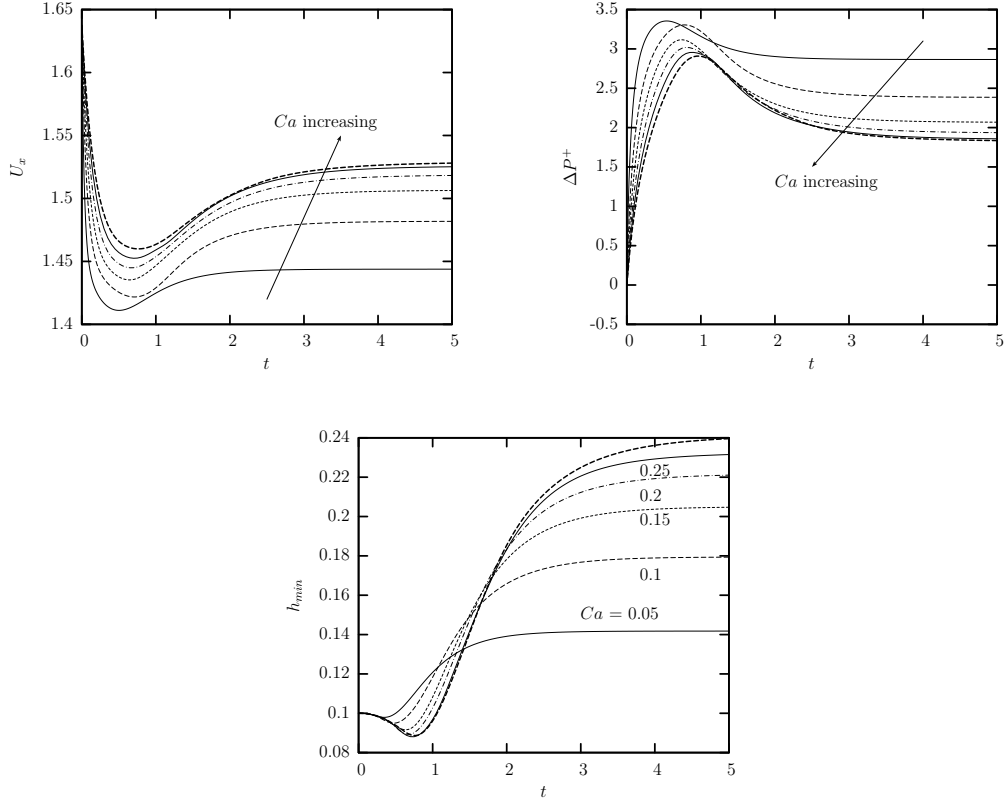 1.65
1.6
1.55
1.5
1.45
1.4
U_x
Ca increasing
0 1 2 3 4 5
t
3.5
3
2.5
2
1.5
1
0.5
0
-0.5
ΔP⁺
Ca increasing
0 1 2 3 4 5
t
0.24
0.22
0.2
0.18
0.16
0.14
0.12
0.1
0.08
h_min
0.25
0.2
0.15
0.1
Ca = 0.05
0 1 2 3 4 5
t